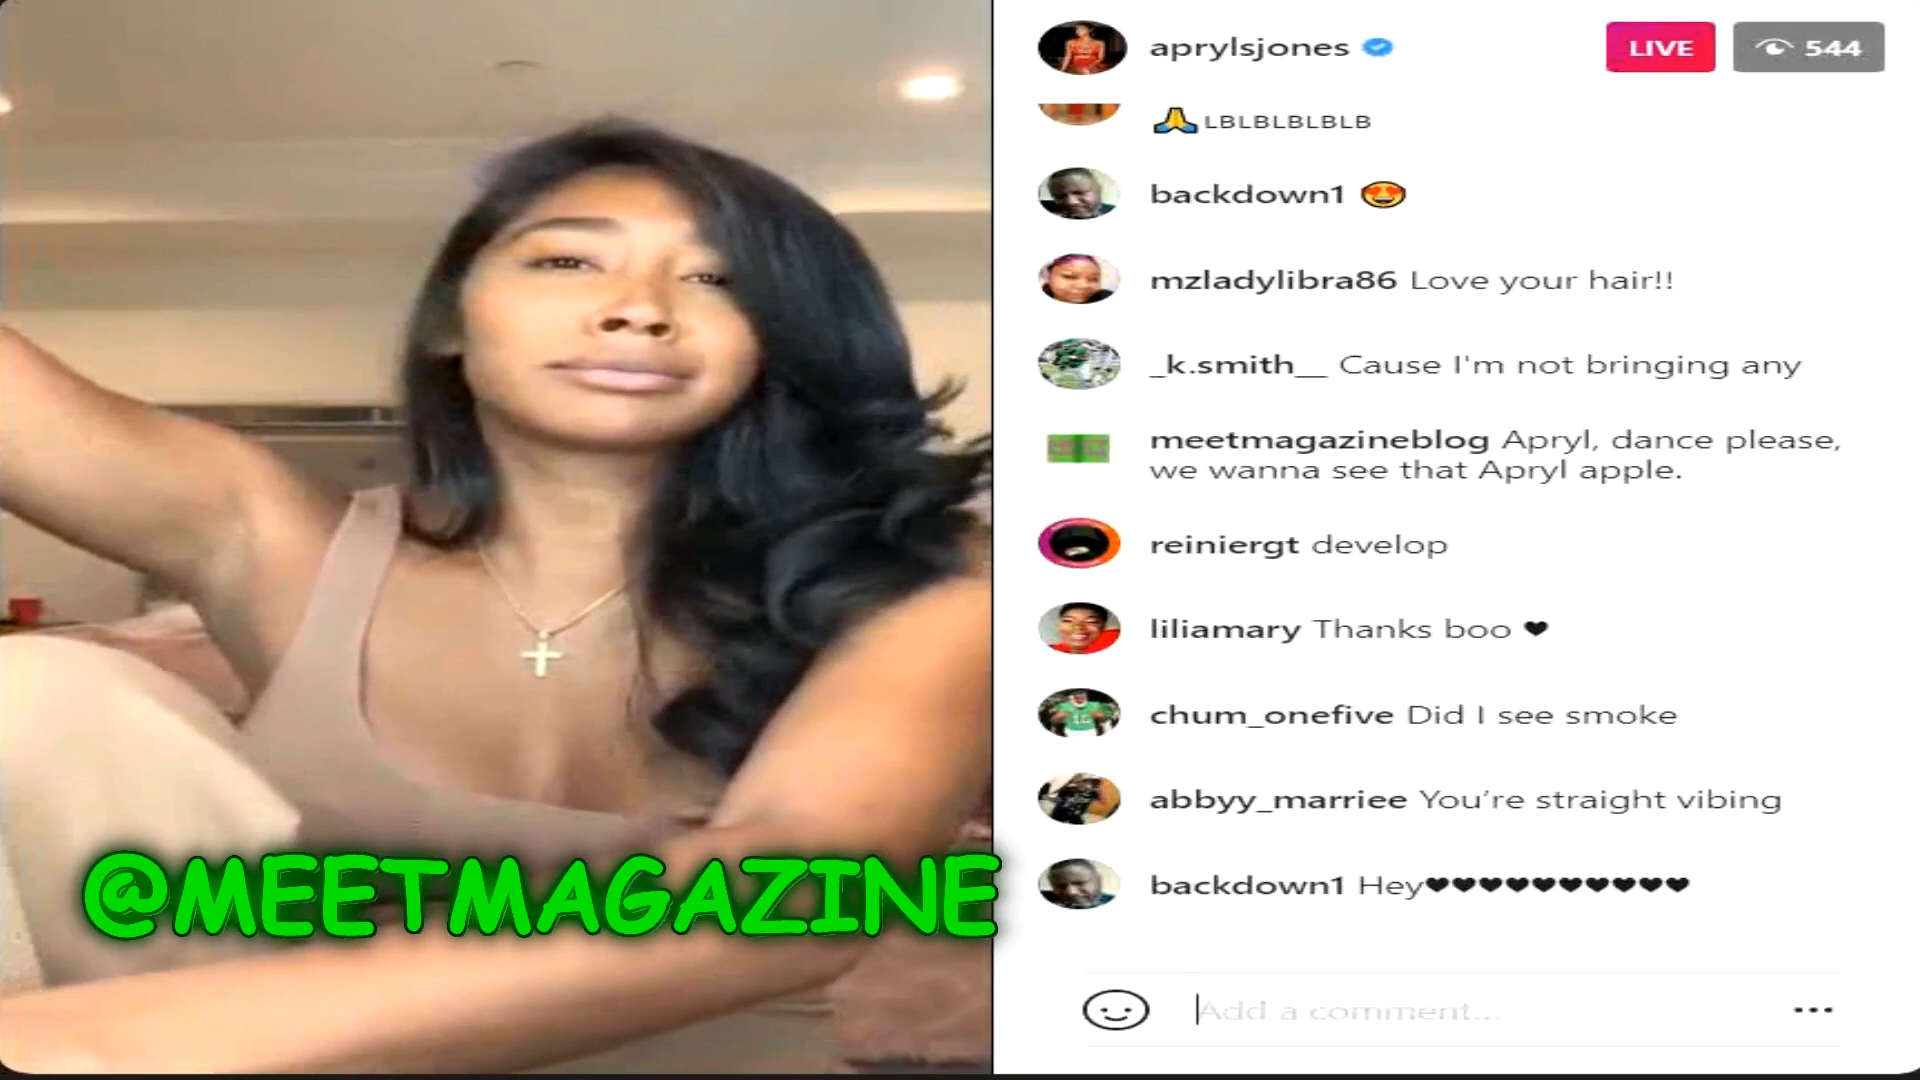 aprylsjones
LIVE
544
🙏 LBLBLBLBLB
backdown1 😍
mzladylibra86 Love your hair!!
_k.smith__ Cause I'm not bringing any
meetmagazineblog Apryl, dance please,
we wanna see that Apryl apple.
reiniergt develop
liliamary Thanks boo ♥
chum_onefive Did I see smoke
abbyy_marriee You’re straight vibing
backdown1 Hey♥♥♥♥♥♥♥♥♥♥
@MEETMAGAZINE
Add a comment...